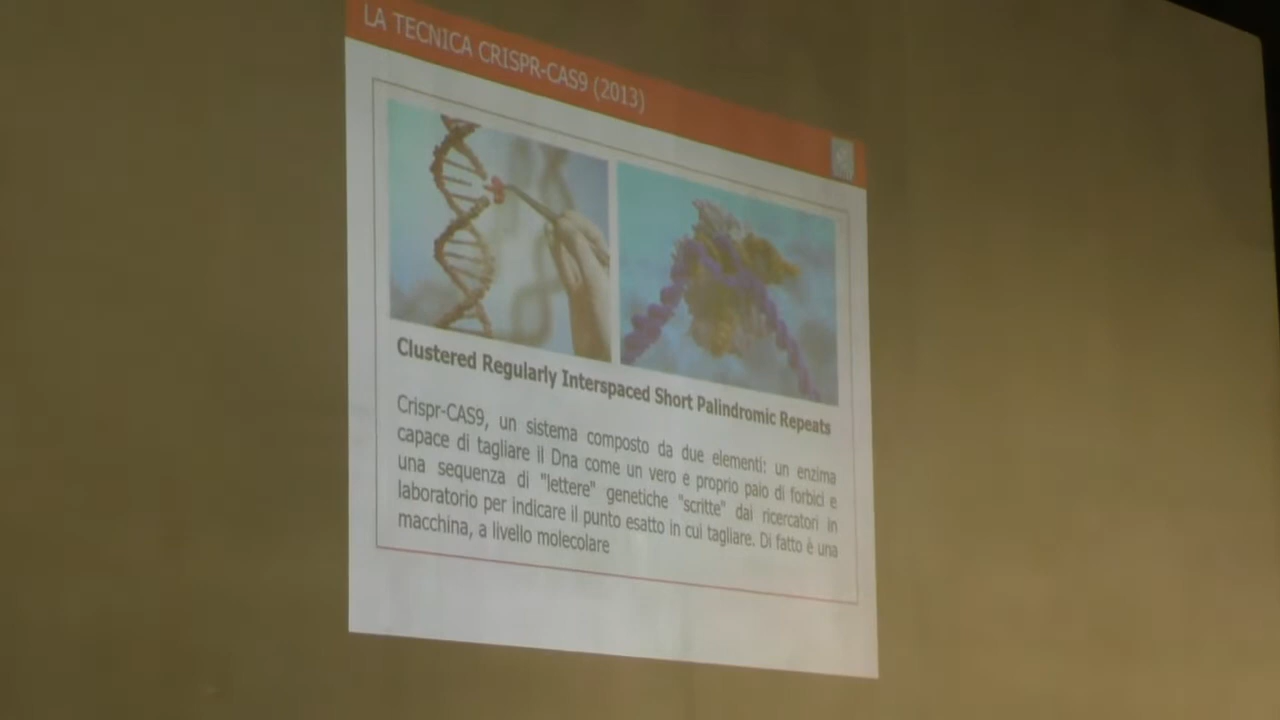 LA TECNICA CRISPR-CAS9 (2013)
Clustered Regularly Interspaced Short Palindromic Repeats
Crispr-CAS9, un sistema composto da due elementi: un enzima
capace di tagliare il Dna come un vero e proprio paio di forbici e
una sequenza di "lettere" genetiche "scritte" dai ricercatori in
laboratorio per indicare il punto esatto in cui tagliare. Di fatto è una
macchina, a livello molecolare